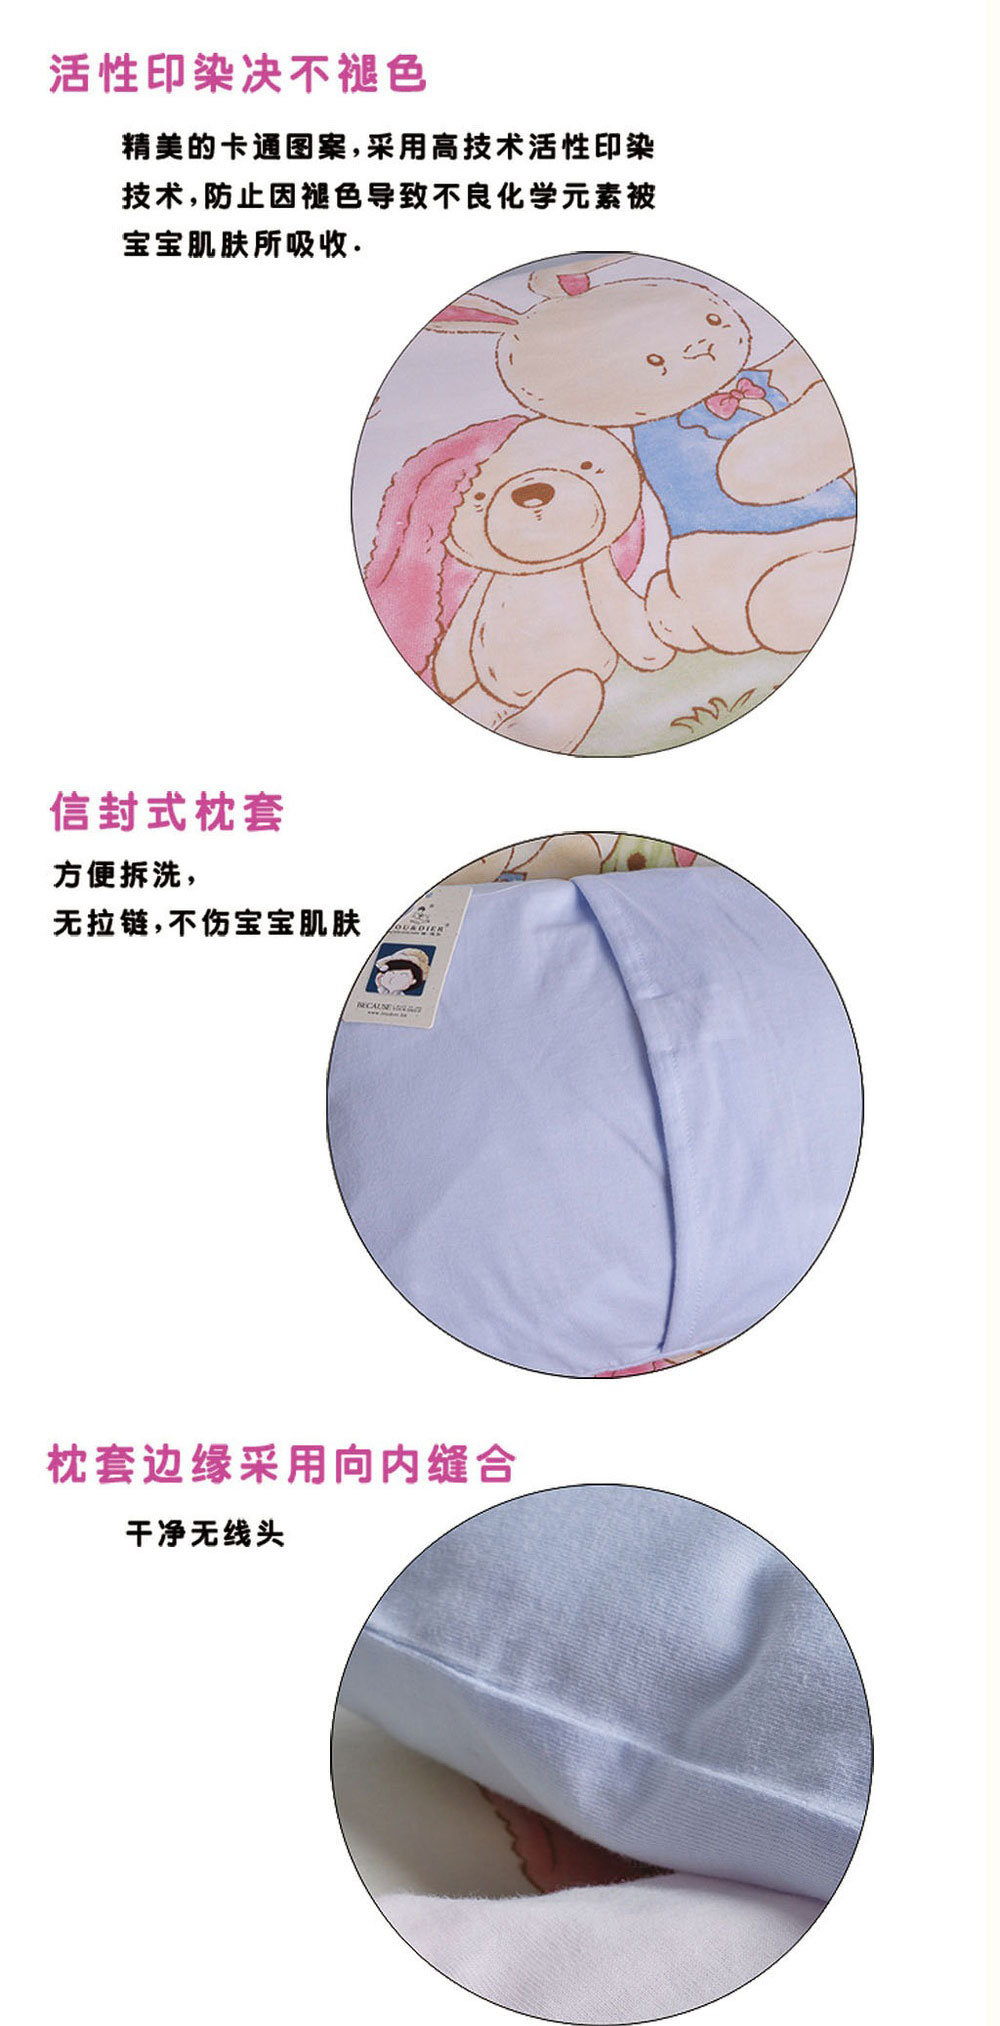 活性印染决不褪色
精美的卡通图案,采用高技术活性印染
技术,防止因褪色导致不良化学元素被
宝宝肌肤所吸收.
信封式枕套
方便拆洗,
无拉链,不伤宝宝肌肤
OU&DIER
BECAUSE
枕套边缘采用向内缝合
干净无线头